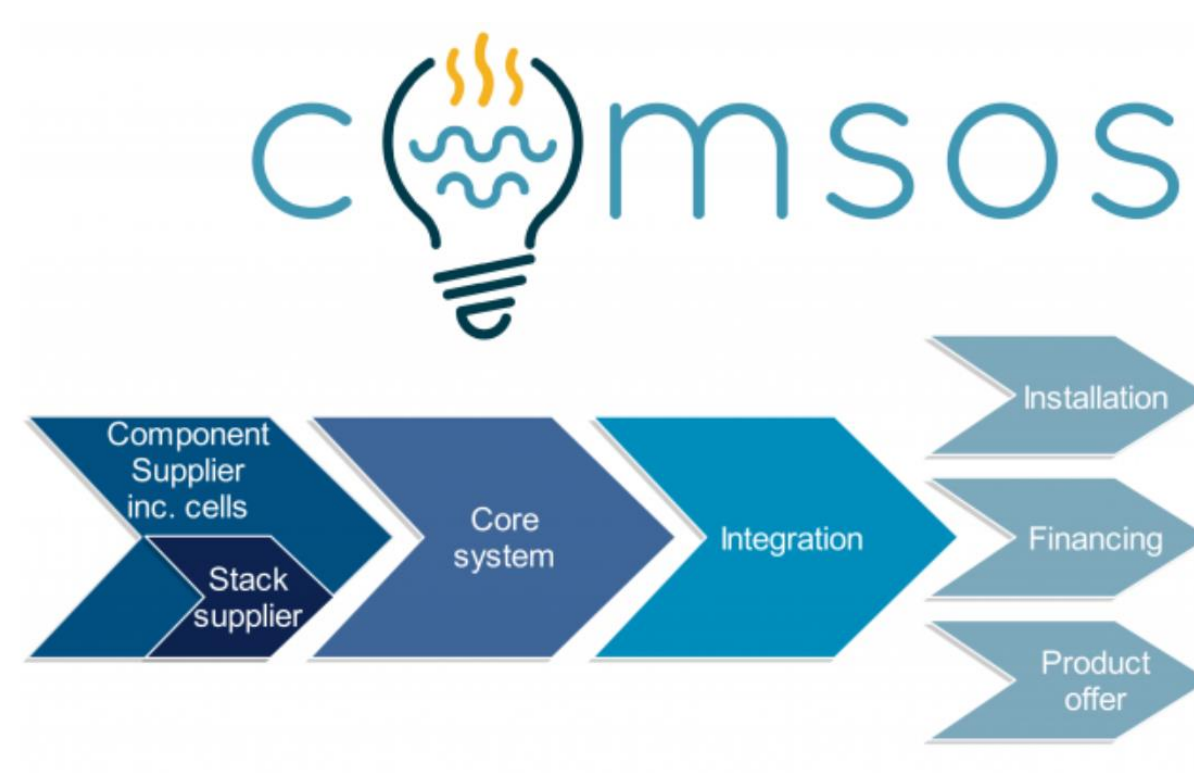 comsos
Component
Supplier
inc. cells
Stack
supplier
Core
system
Integration
Installation
Financing
Product
offer